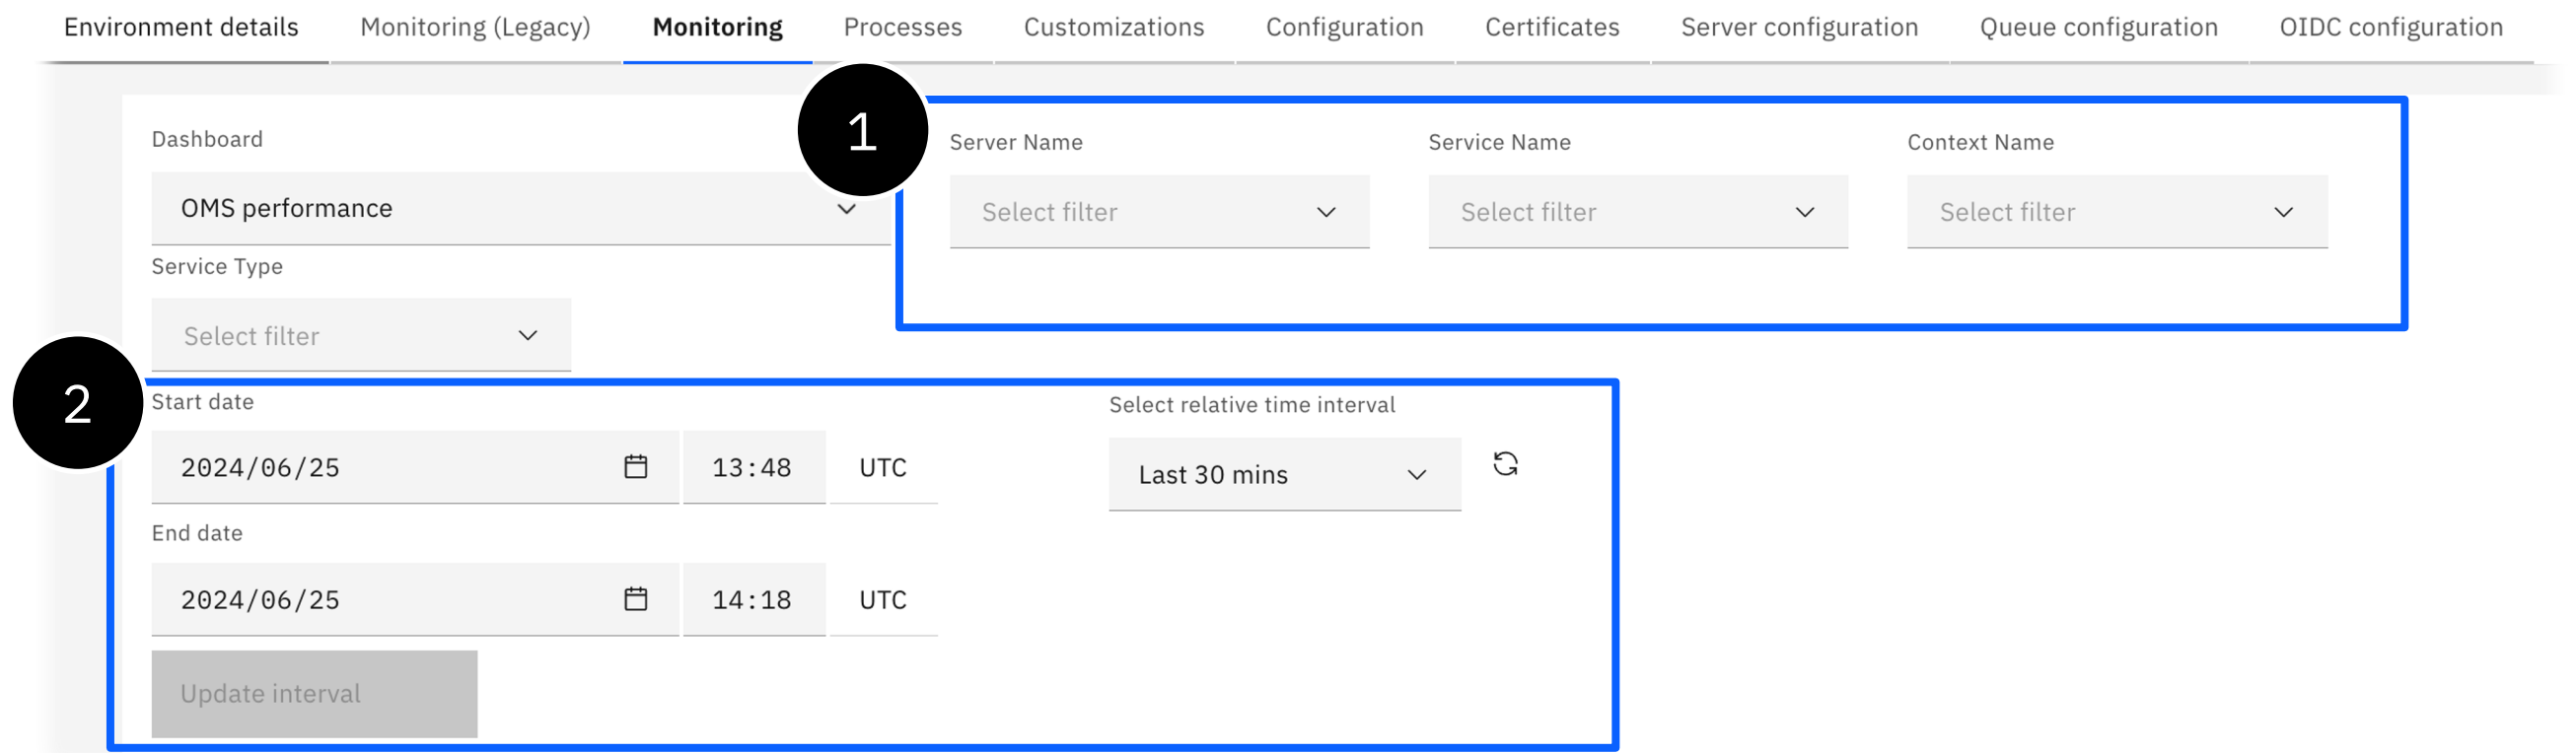 Environment details Monitoring (Legacy) Monitoring Processes Customizations Configuration Certificates Server configuration Queue configuration OIDC configuration
1
Dashboard Server Name Service Name Context Name
OMS performance Select filter Select filter Select filter
Service Type
Select filter
2
Start date Select relative time interval
2024/06/25 13:48 UTC Last 30 mins
End date
2024/06/25 14:18 UTC
Update interval